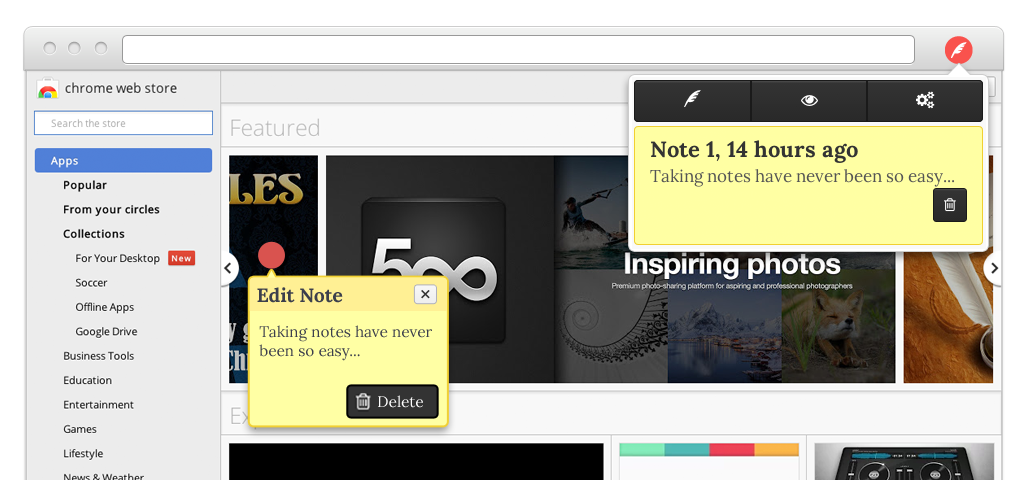 chrome web store
Search the store
Apps
Popular
From your circles
Collections
For Your Desktop New
Soccer
Offline Apps
Google Drive
Business Tools
Education
Entertainment
Games
Lifestyle
News & Weather
Featured
LES
500
Inspiring photos
Premium photo-sharing platform for aspiring and professional photographers
Note 1, 14 hours ago
Taking notes have never been so easy...
Edit Note
Taking notes have never
been so easy...
Delete